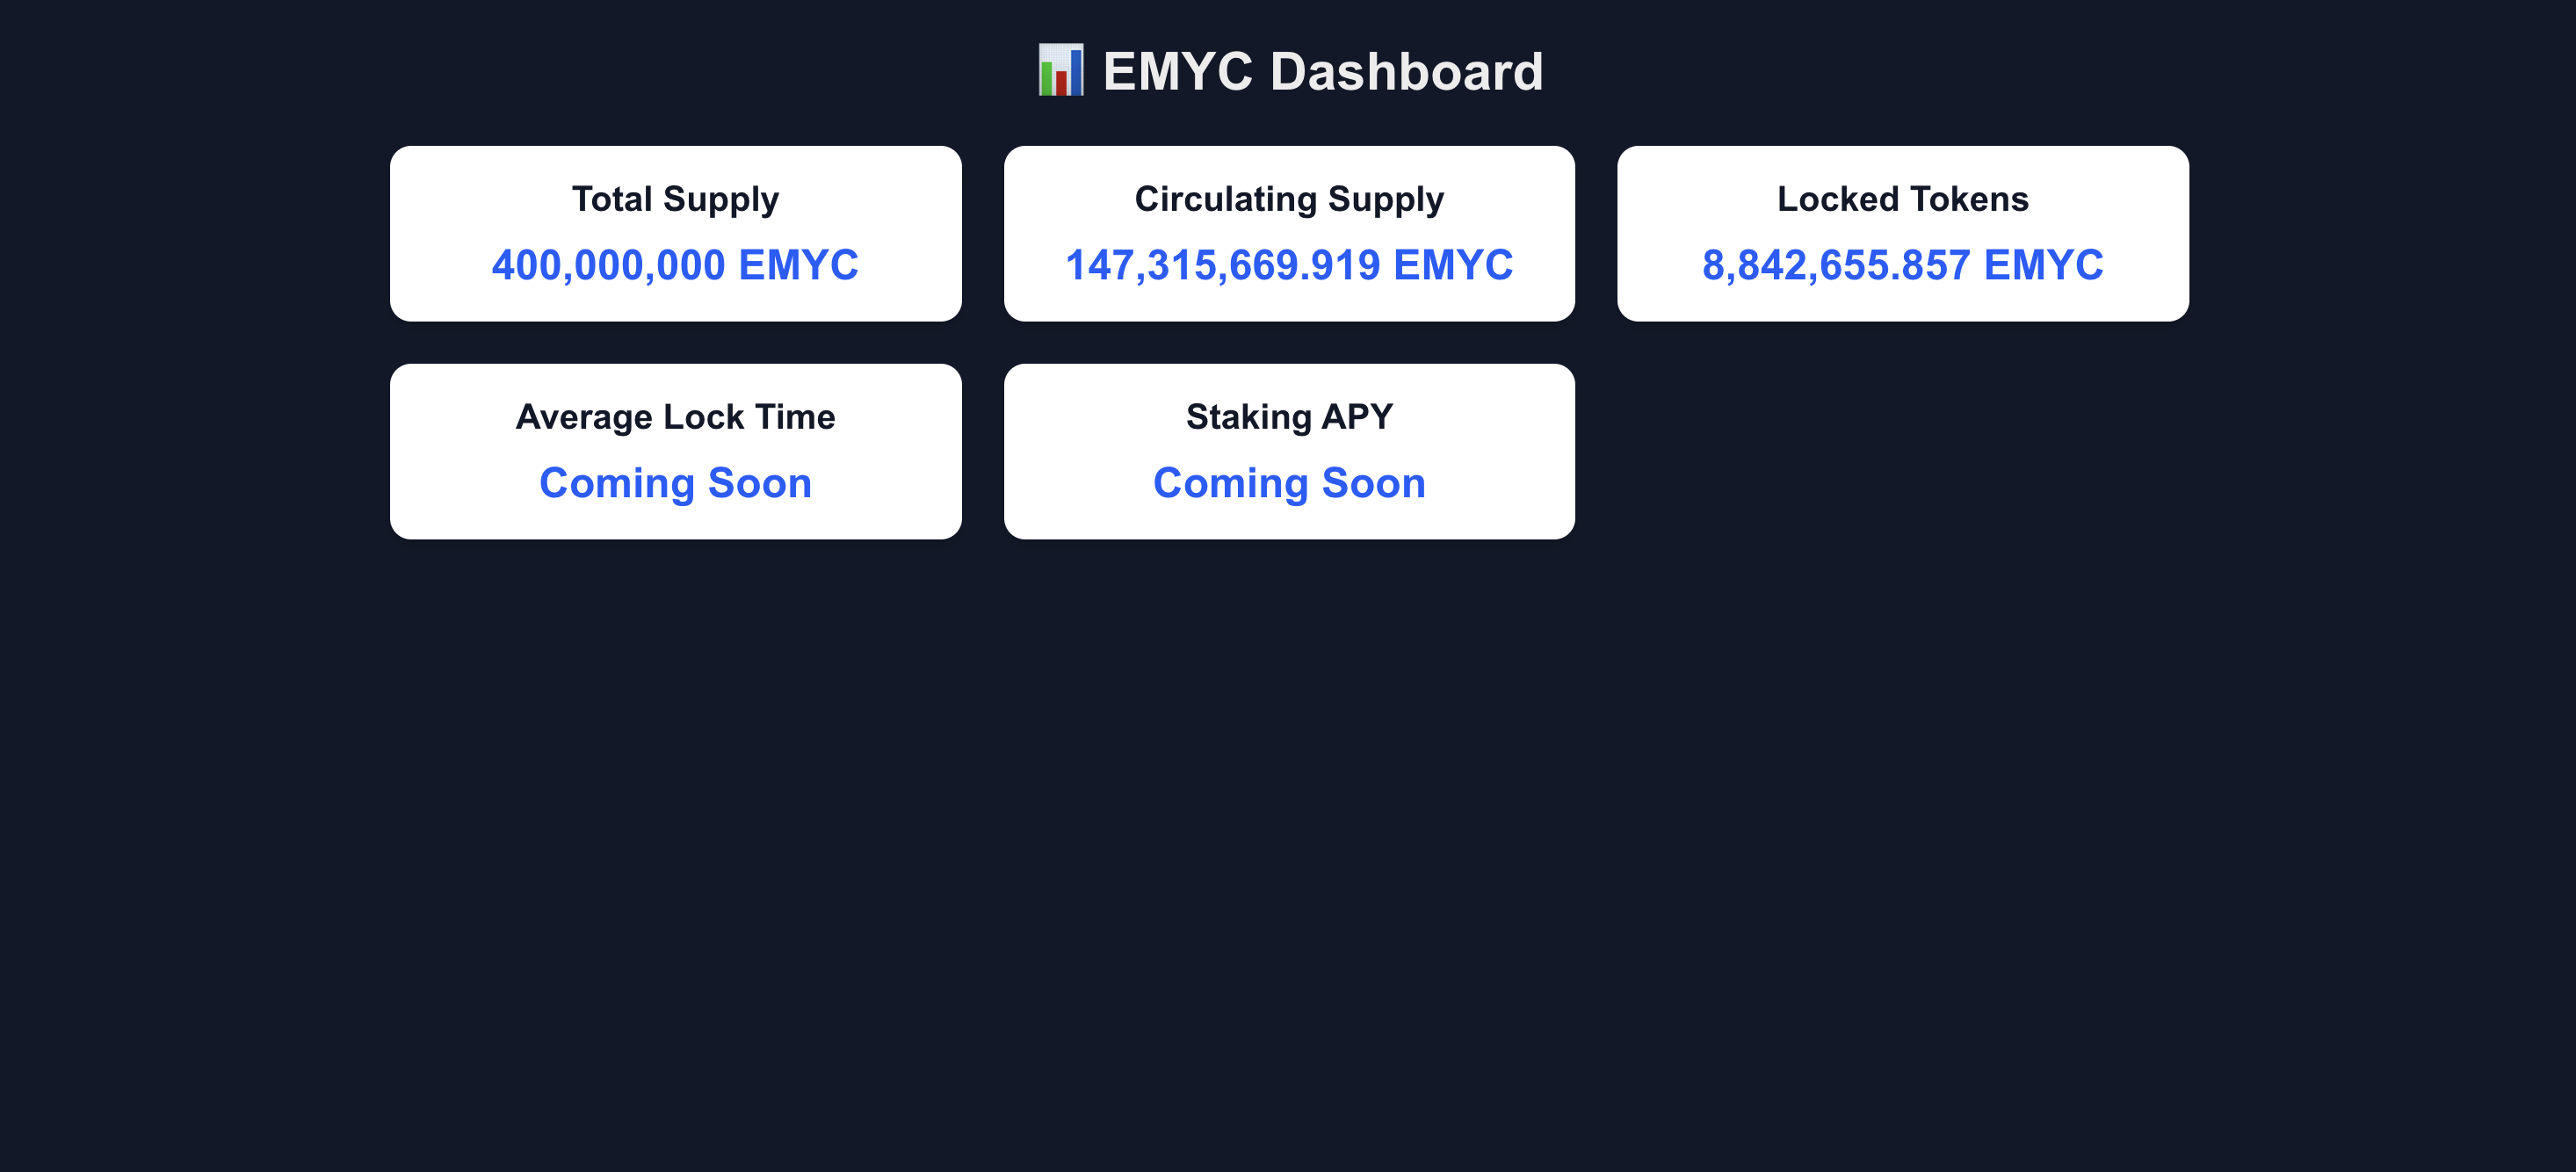 EMYC Dashboard
Total Supply
400,000,000 EMYC
Circulating Supply
147,315,669.919 EMYC
Locked Tokens
8,842,655.857 EMYC
Average Lock Time
Coming Soon
Staking APY
Coming Soon